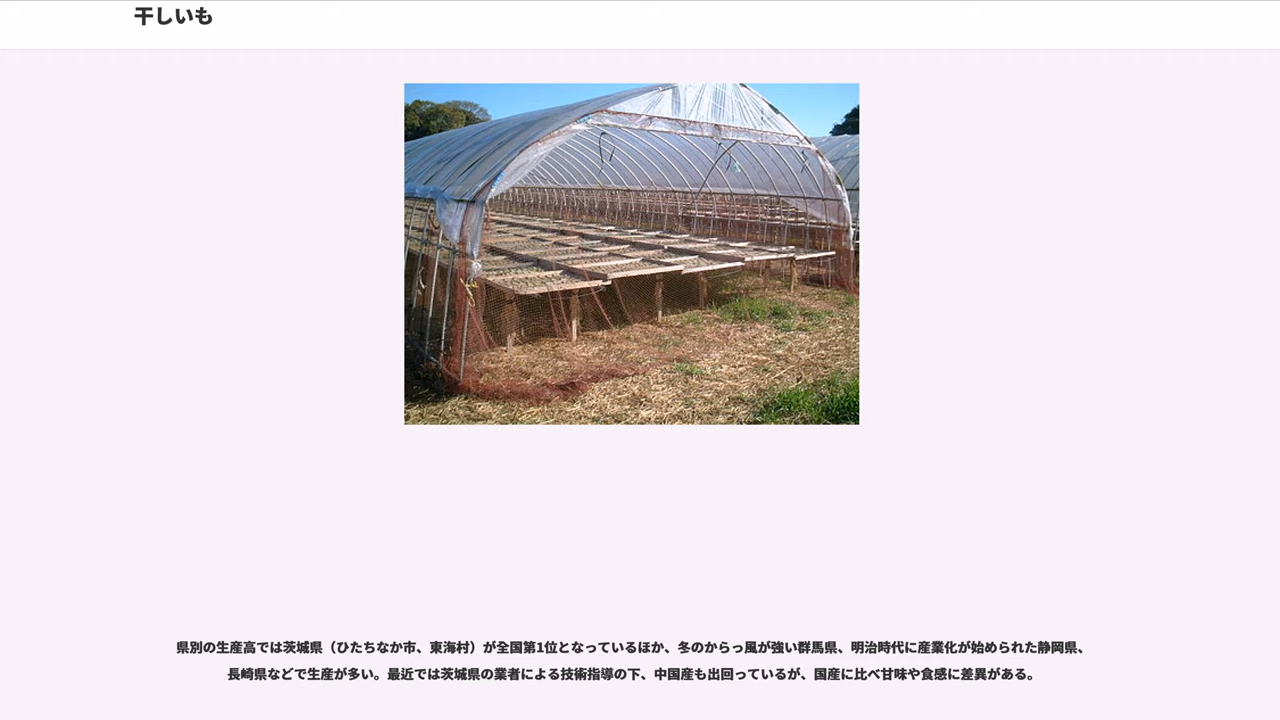 干しいも
県別の生産高では茨城県（ひたちなか市、東海村）が全国第1位となっているほか、冬のからっ風が強い群馬県、明治時代に産業化が始められた静岡県、
長崎県などで生産が多い。最近では茨城県の業者による技術指導の下、中国産も出回っているが、国産に比べ甘味や食感に差異がある。